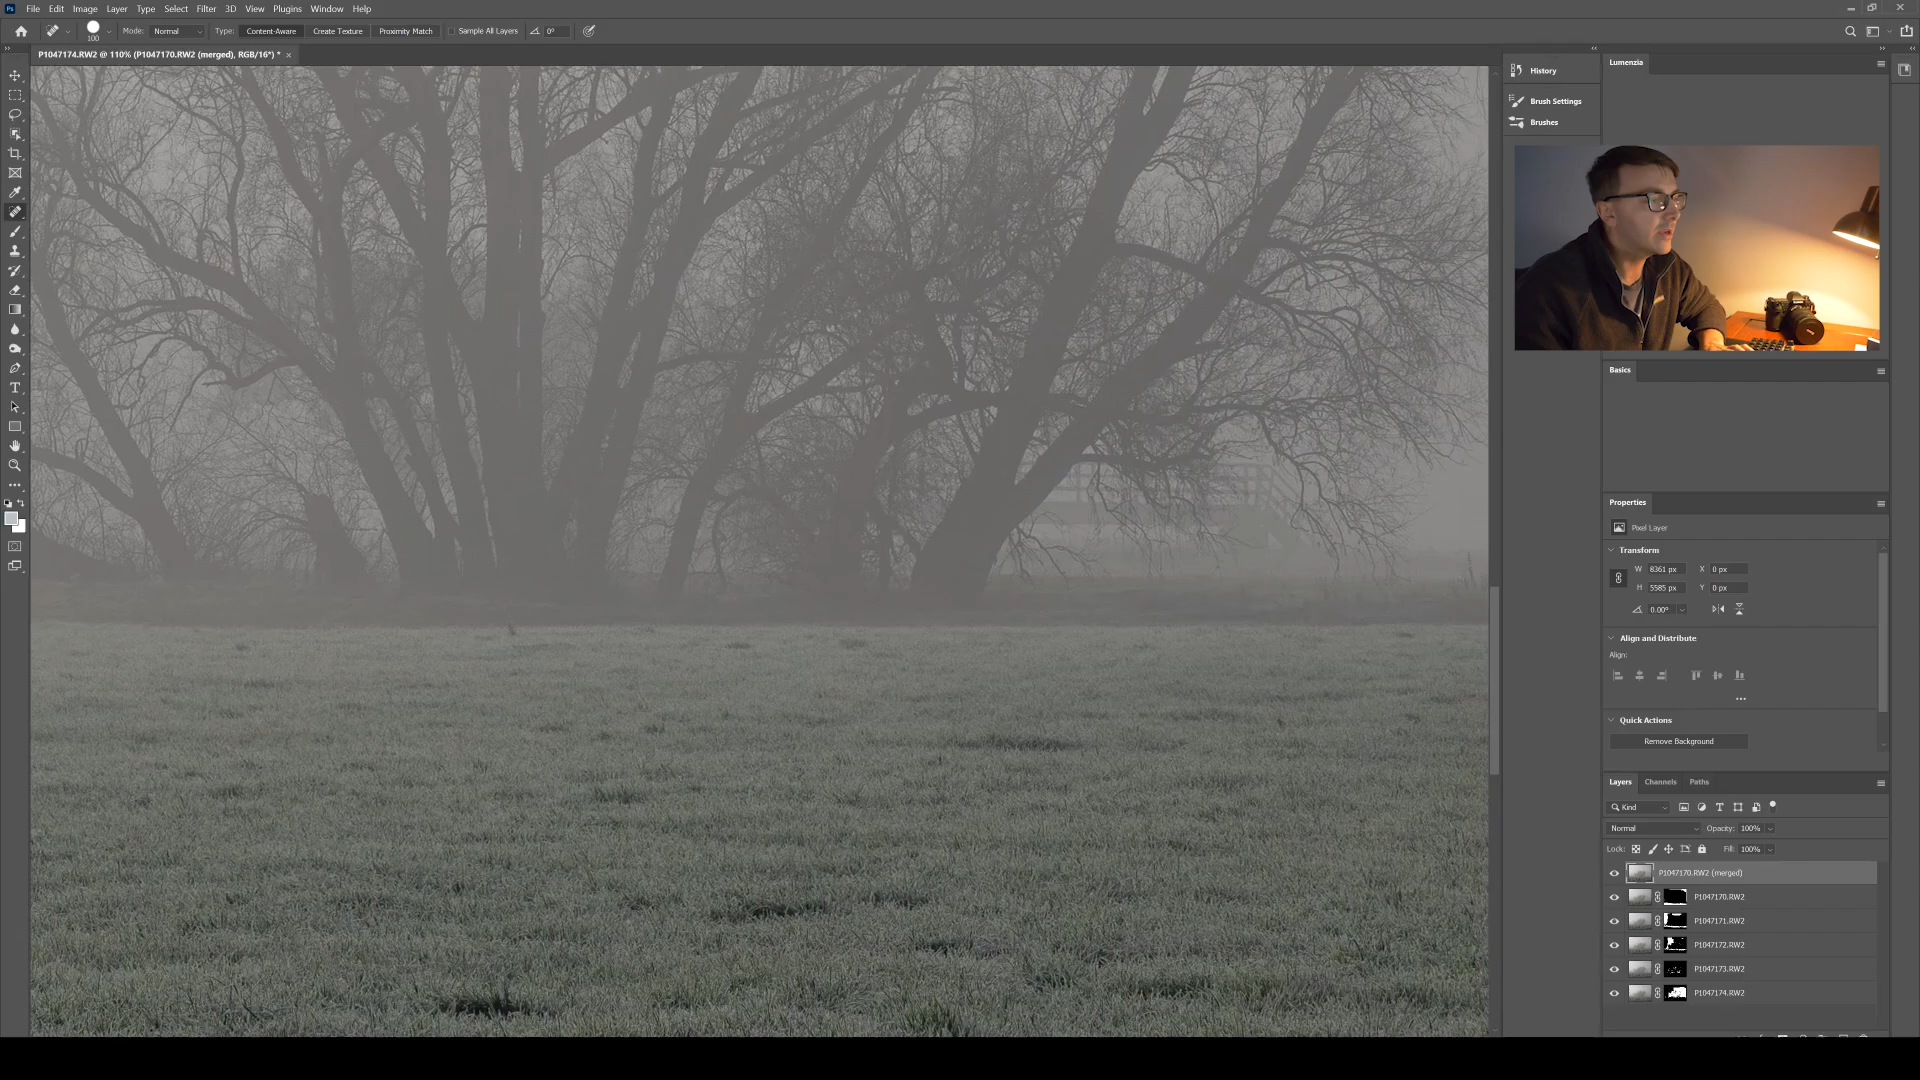 Ps File Edit Image Layer Type Select Filter 3D View Plugins Window Help
100 Mode: Normal Type: Content-Aware Create Texture Proximity Match Sample All Layers 0°
P1047174.RW2 @ 110% (P1047170.RW2 (merged), RGB/16*) *
History
Brush Settings
Brushes
Lumenzia
Basics
Properties
Pixel Layer
Transform
W 8361 px X 0 px
H 5585 px Y 0 px
0.00°
Align and Distribute
Align:
Quick Actions
Remove Background
Layers Channels Paths
Kind
Normal Opacity: 100%
Lock: Fill: 100%
P1047170.RW2 (merged)
P1047170.RW2
P1047171.RW2
P1047172.RW2
P1047173.RW2
P1047174.RW2